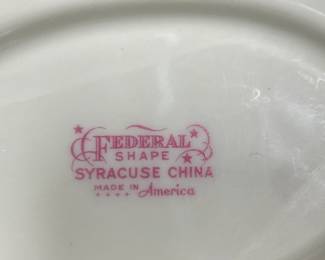 FEDERAL
SHAPE
SYRACUSE CHINA
MADE IN America